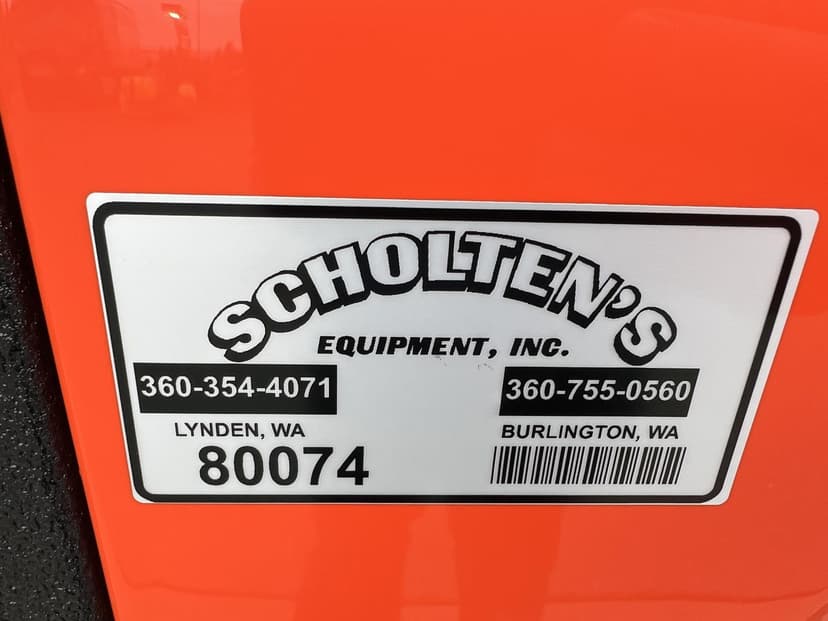 SCHOLTEN'S
EQUIPMENT, INC.
360-354-4071 360-755-0560
LYNDEN, WA BURLINGTON, WA
80074